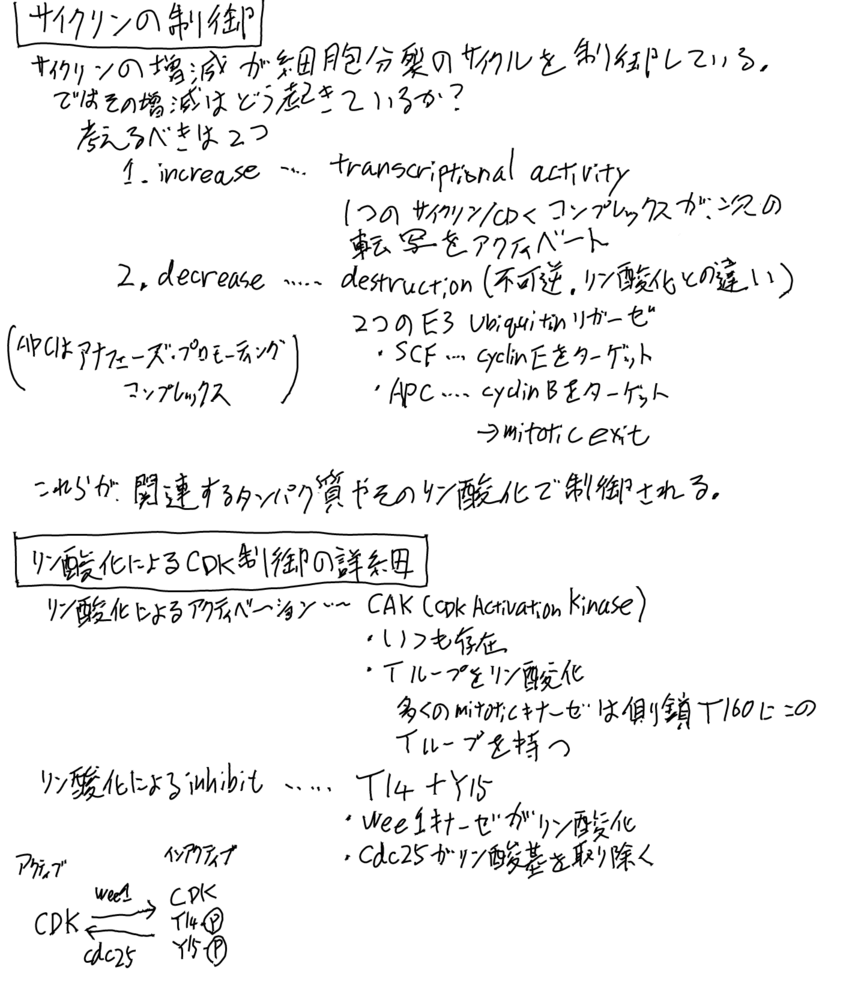 サイクリンの制御
サイクリンの増減が細胞分裂のサイクルを制御している。
ではその増減はどう起きているか?
考えるべきは2つ
1. increase … transcriptional activity
1つのサイクリン/CDKコンプレックスが、次の
転写をアクティベート
2. decrease ….. destruction (不可逆。リン酸化との違い)
2つのE3 Ubiquitinリガーゼ
・SCF … cyclin Eをターゲット
・APC …. cyclin Bをターゲット
→mitotic exit
(APCはアナフェーズ・プロモーティング
コンプレックス)
これらが、関連するタンパク質やそのリン酸化で制御される。
リン酸化によるCDK制御の詳細
リン酸化によるアクティベーション … CAK (CDK Activation Kinase)
・いつも存在
・Tループをリン酸化
多くのmitoticキナーゼは側鎖T160にこの
Tループを持つ
リン酸化によるinhibit ….. T14 + Y15
・wee1キナーゼがリン酸化
・Cdc25がリン酸基を取り除く
アクティブ インアクティブ
wee1
CDK CDK
T14-P
Y15-P
cdc25